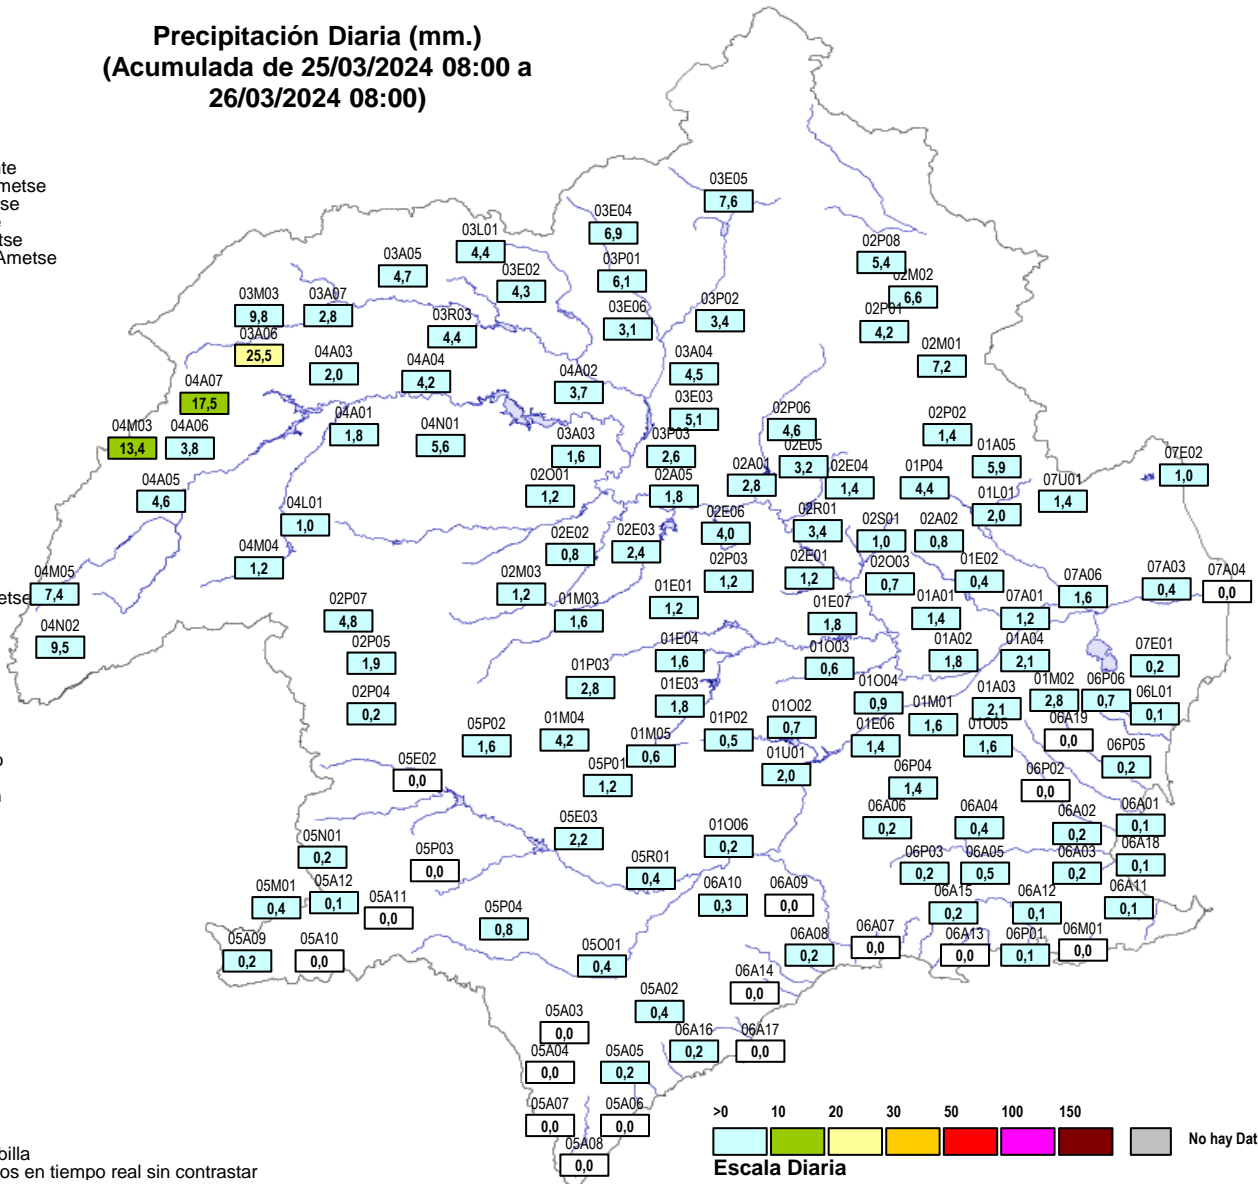 Precipitación Diaria (mm.)
(Acumulada de 25/03/2024 08:00 a
26/03/2024 08:00)
nte
metse
tse
e
tse
Ametse
03E05
7,6
03E04
6,9
03L01
4,4
03A05
4,7
03E02
4,3
03P01
6,1
02P08
5,4
02M02
6,6
03M03
9,8
03A07
2,8
03R03
4,4
03E06
3,1
03P02
3,4
02P01
4,2
03A06
25,5
04A03
2,0
04A04
4,2
04A02
3,7
03A04
4,5
02M01
7,2
04A07
17,5
03E03
5,1
04M03
13,4
04A06
3,8
04A01
1,8
04N01
5,6
03A03
1,6
03P03
2,6
02P06
4,6
02P02
1,4
02E05
3,2
01A05
5,9
07E02
1,0
04A05
4,6
02O01
1,2
02A05
1,8
02A01
2,8
02E04
1,4
01P04
4,4
07U01
1,4
04L01
1,0
01L01
2,0
02E06
4,0
02R01
3,4
02S01
1,0
02A02
0,8
04M04
1,2
02E02
0,8
02E03
2,4
04M05
7,4
etse
02M03
1,2
02P03
1,2
02E01
1,2
02O03
0,7
01E02
0,4
07A06
1,6
07A03
0,4
07A04
0,0
02P07
4,8
01M03
1,6
01E01
1,2
01E07
1,8
01A01
1,4
07A01
1,2
04N02
9,5
02P05
1,9
01E04
1,6
01O03
0,6
01A02
1,8
01A04
2,1
07E01
0,2
01P03
2,8
01E03
1,8
02P04
0,2
01O04
0,9
01A03
2,1
01M02
2,8
06P06
0,7
06L01
0,1
05P02
1,6
01M04
4,2
01M05
0,6
01P02
0,5
01O02
0,7
01E06
1,4
01M01
1,6
01O05
1,6
06A19
0,0
06P05
0,2
o
05E02
0,0
05P01
1,2
01U01
2,0
06P04
1,4
06P02
0,0
05E03
2,2
01O06
0,2
06A06
0,2
06A04
0,4
06A02
0,2
06A01
0,1
05N01
0,2
05P03
0,0
05R01
0,4
06P03
0,2
06A05
0,5
06A03
0,2
06A18
0,1
05M01
0,4
05A12
0,1
05A11
0,0
06A10
0,3
06A09
0,0
06A15
0,2
06A12
0,1
06A11
0,1
05P04
0,8
05A09
0,2
05A10
0,0
05O01
0,4
06A08
0,2
06A07
0,0
06A13
0,0
06P01
0,1
06M01
0,0
06A14
0,0
05A02
0,4
05A03
0,0
06A16
0,2
06A17
0,0
05A04
0,0
05A05
0,2
05A07
0,0
05A06
0,0
05A08
0,0
>0 10 20 30 50 100 150
No hay Dat
Escala Diaria
billa
os en tiempo real sin contrastar